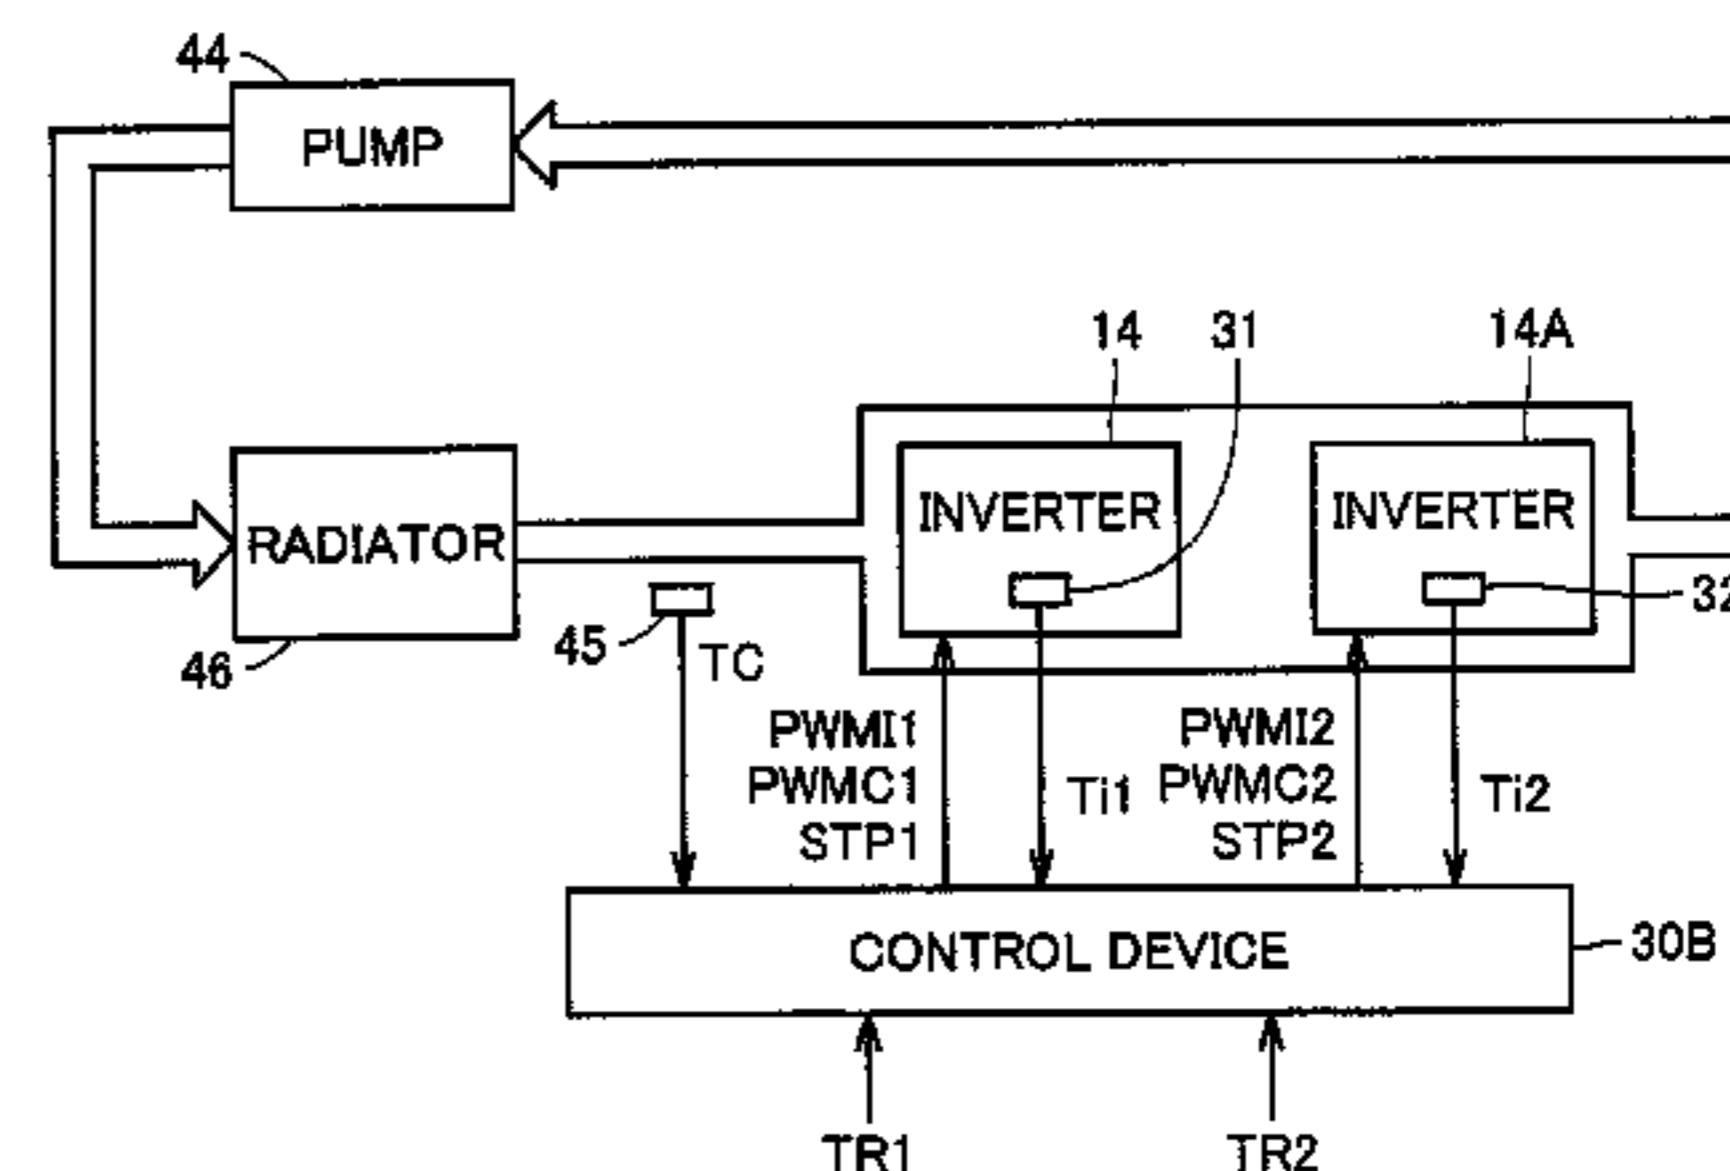 44
PUMP
14
31
14A
INVERTER
INVERTER
RADIATOR
32
45
TC
46
PWMI1
PWMC1
STP1
Ti1
PWMI2
PWMC2
STP2
Ti2
CONTROL DEVICE
30B
TR1
TR2